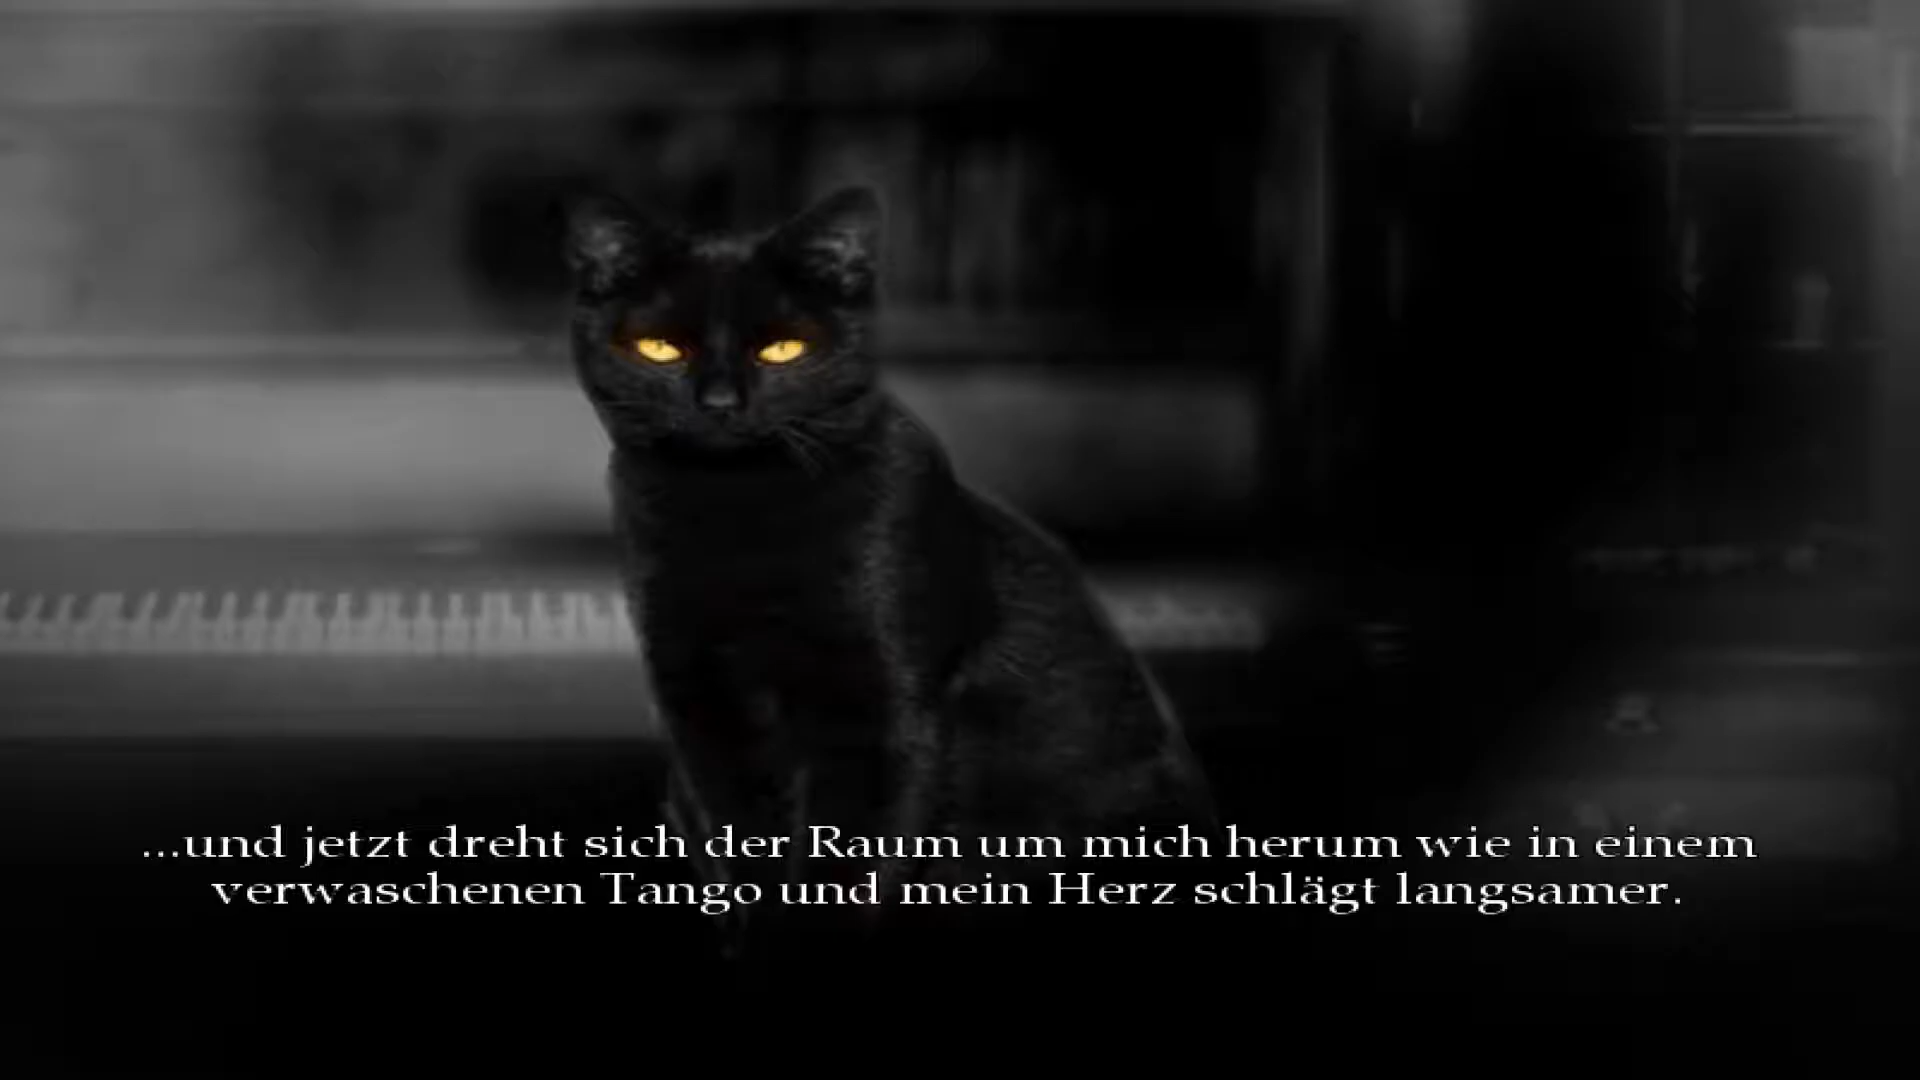 ...und jetzt dreht sich der Raum um mich herum wie in einem
verwaschenen Tango und mein Herz schlägt langsamer.